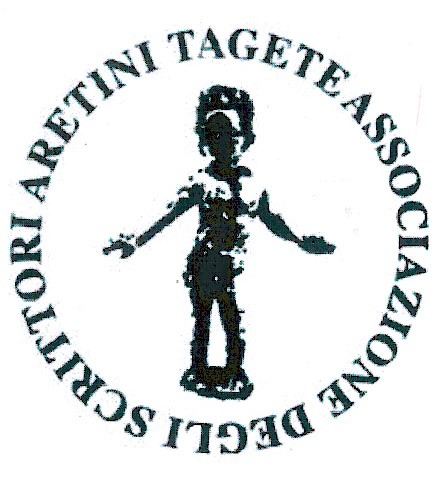 ASSOCIAZIONE DEGLI SCRITTORI ARETINI TAGETE